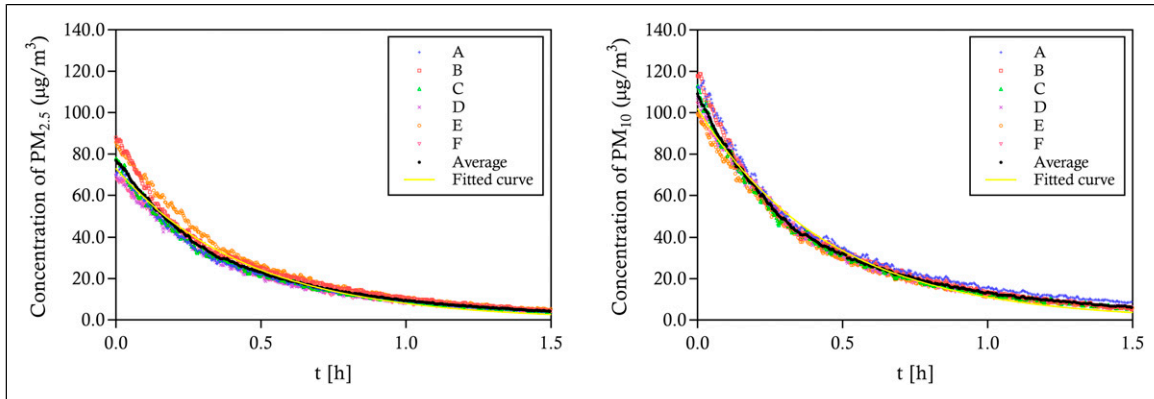 Concentration of PM2.5 (μg/m³)
140.0
120.0
100.0
80.0
60.0
40.0
20.0
0.0
0.0 0.5 1.0 1.5
t [h]
A
B
C
D
E
F
Average
Fitted curve
Concentration of PM10 (μg/m³)
140.0
120.0
100.0
80.0
60.0
40.0
20.0
0.0
0.0 0.5 1.0 1.5
t [h]
A
B
C
D
E
F
Average
Fitted curve